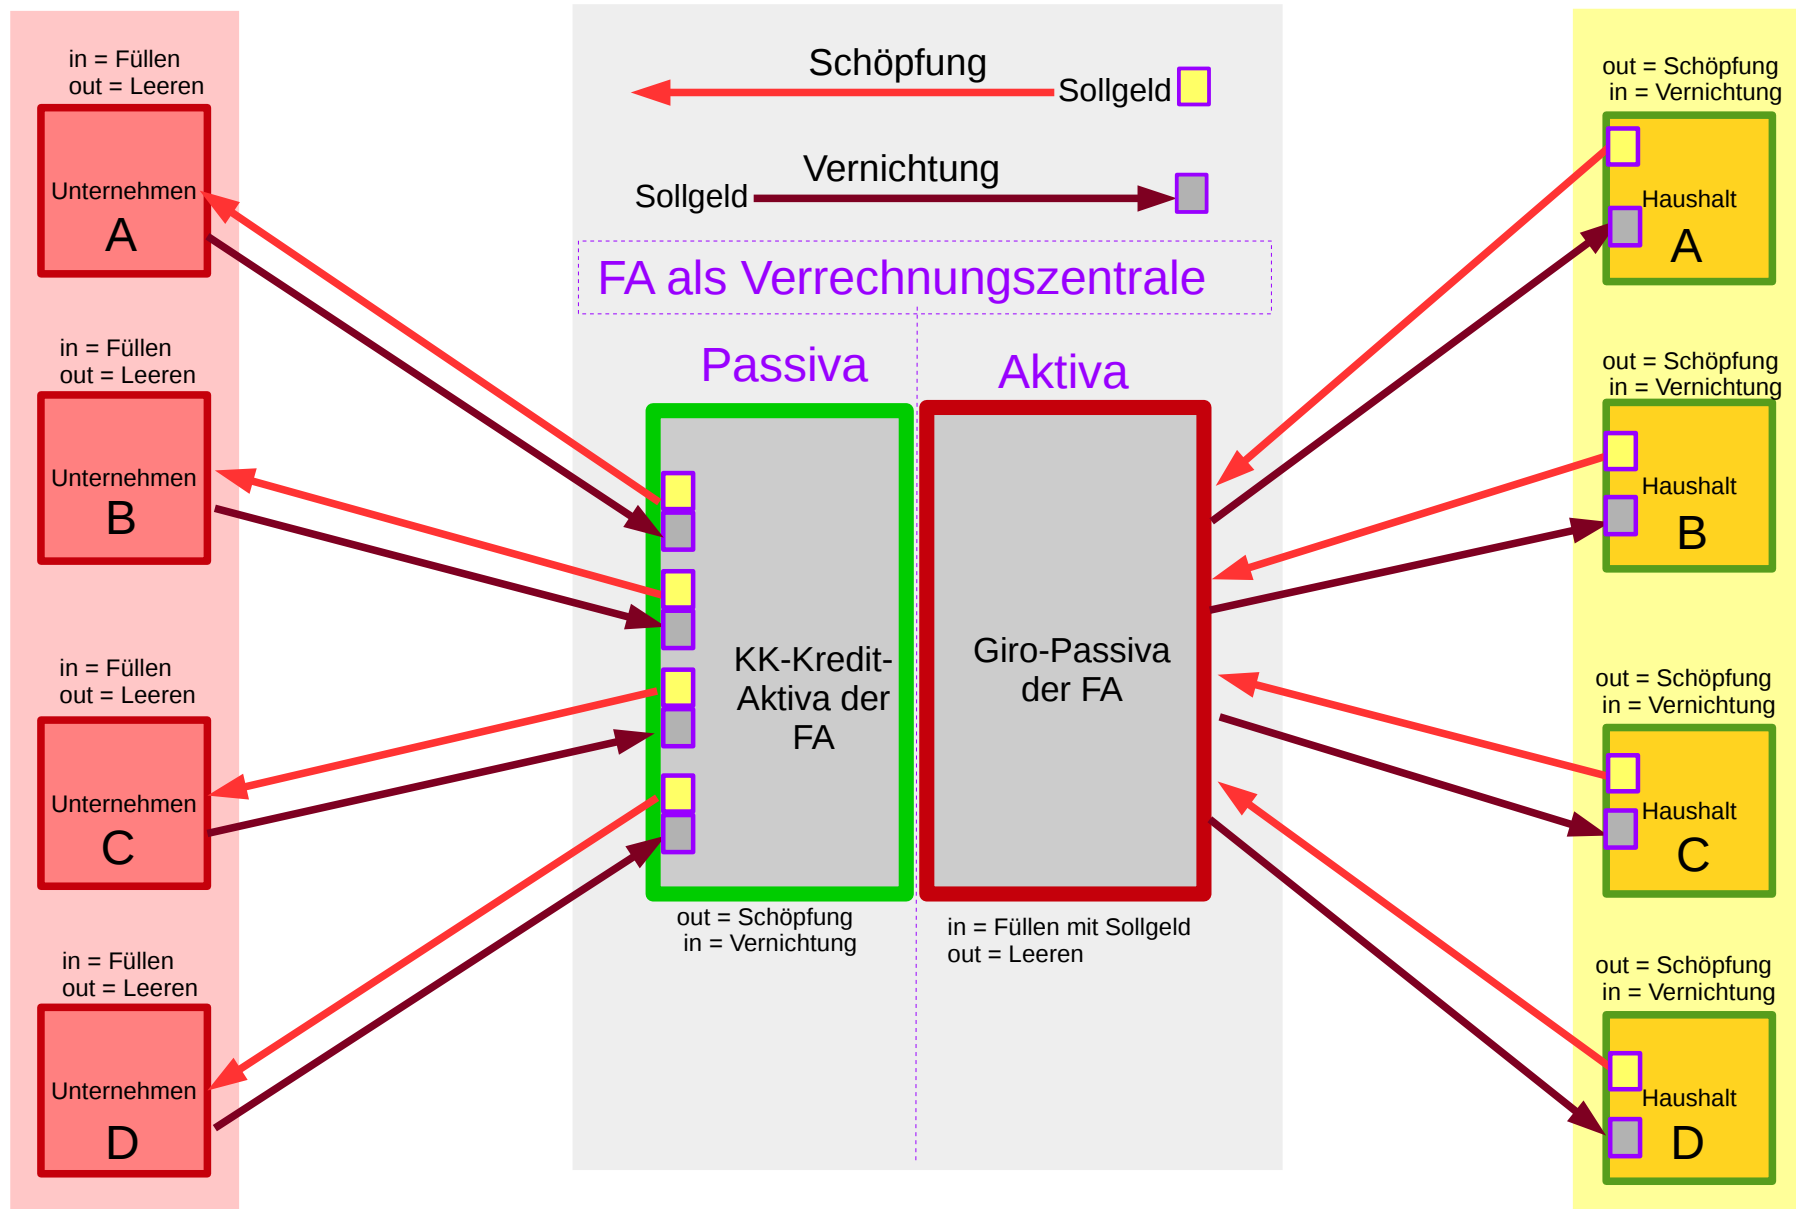 in = Füllen
out = Leeren
Unternehmen
A
in = Füllen
out = Leeren
Unternehmen
B
in = Füllen
out = Leeren
Unternehmen
C
in = Füllen
out = Leeren
Unternehmen
D
Schöpfung
Sollgeld
Vernichtung
Sollgeld
FA als Verrechnungszentrale
Passiva
Aktiva
KK-Kredit-
Aktiva der
FA
Giro-Passiva
der FA
out = Schöpfung
in = Vernichtung
in = Füllen mit Sollgeld
out = Leeren
out = Schöpfung
in = Vernichtung
Haushalt
A
out = Schöpfung
in = Vernichtung
Haushalt
B
out = Schöpfung
in = Vernichtung
Haushalt
C
out = Schöpfung
in = Vernichtung
Haushalt
D